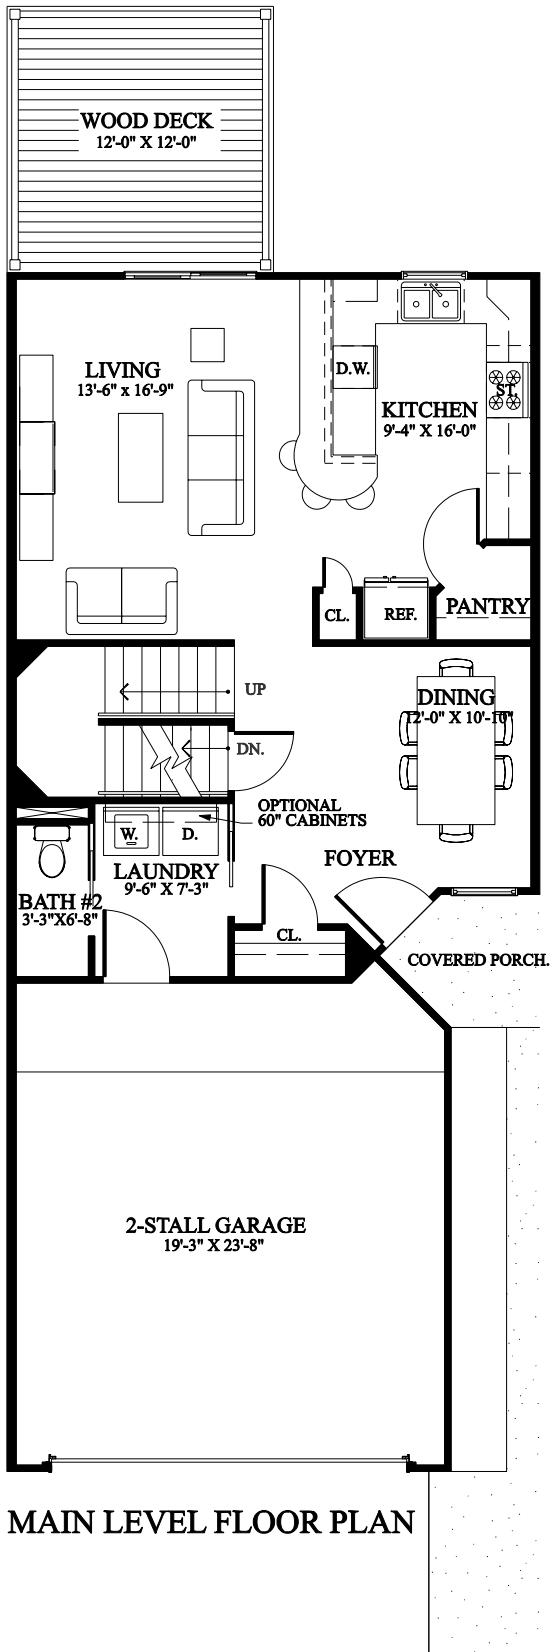 WOOD DECK
12'-0" X 12'-0"
LIVING
13'-6" x 16'-9"
D.W.
ST.
KITCHEN
9'-4" X 16'-0"
CL.
REF.
PANTRY
UP
DN.
DINING
12'-0" X 10'-10"
OPTIONAL
60" CABINETS
W.
D.
LAUNDRY
9'-6" X 7'-3"
FOYER
BATH #2
3'-3"X6'-8"
CL.
COVERED PORCH.
2-STALL GARAGE
19'-3" X 23'-8"
MAIN LEVEL FLOOR PLAN